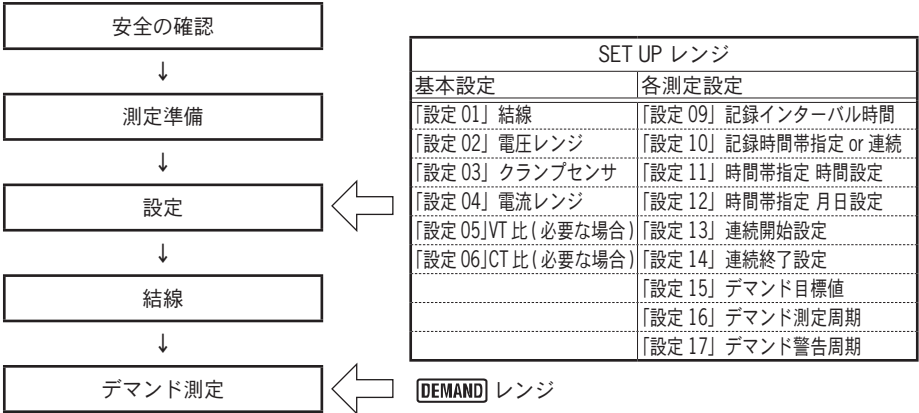 安全の確認
↓
測定準備
↓
設定
↓
結線
↓
デマンド測定
SET UP レンジ
基本設定 各測定設定
「設定 01」結線 「設定 09」記録インターバル時間
「設定 02」電圧レンジ 「設定 10」記録時間帯指定 or 連続
「設定 03」クランプセンサ 「設定 11」時間帯指定 時間設定
「設定 04」電流レンジ 「設定 12」時間帯指定 月日設定
「設定 05」VT 比 ( 必要な場合 ) 「設定 13」連続開始設定
「設定 06」CT 比 ( 必要な場合 ) 「設定 14」連続終了設定
「設定 15」デマンド目標値
「設定 16」デマンド測定周期
「設定 17」デマンド警告周期
DEMAND レンジ